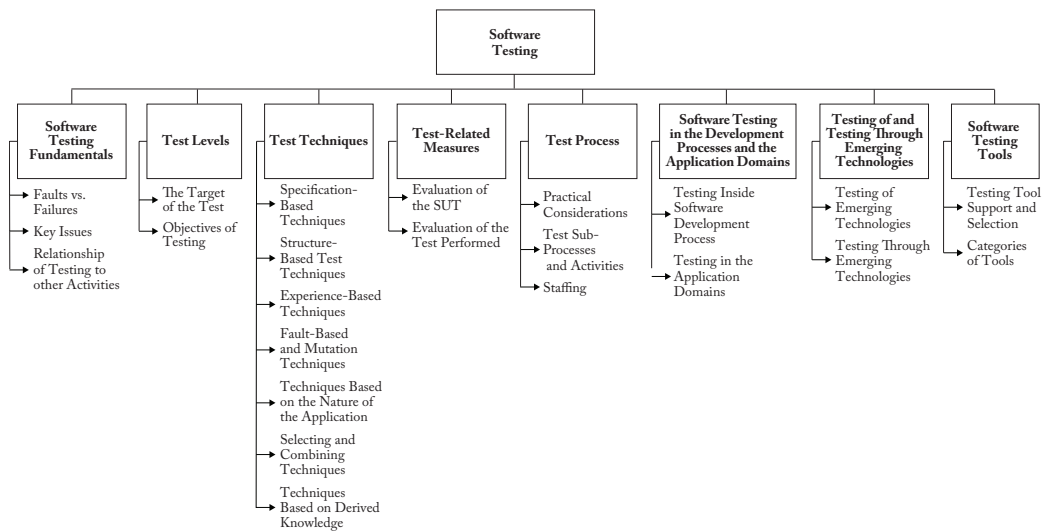 Software
Testing
Software
Testing
Fundamentals
Faults vs.
Failures
Key Issues
Relationship
of Testing to
other Activities
Test Levels
The Target
of the Test
Objectives of
Testing
Test Techniques
Specification-
Based
Techniques
Structure-
Based Test
Techniques
Experience-Based
Techniques
Fault-Based
and Mutation
Techniques
Techniques Based
on the Nature of
the Application
Selecting and
Combining
Techniques
Techniques
Based on Derived
Knowledge
Test-Related
Measures
Evaluation of
the SUT
Evaluation of the
Test Performed
Test Process
Practical
Considerations
Test Sub-
Processes
and Activities
Staffing
Software Testing
in the Development
Processes and the
Application Domains
Testing Inside
Software
Development
Process
Testing in the
Application
Domains
Testing of and
Testing Through
Emerging
Technologies
Testing of
Emerging
Technologies
Testing Through
Emerging
Technologies
Software
Testing
Tools
Testing Tool
Support and
Selection
Categories
of Tools